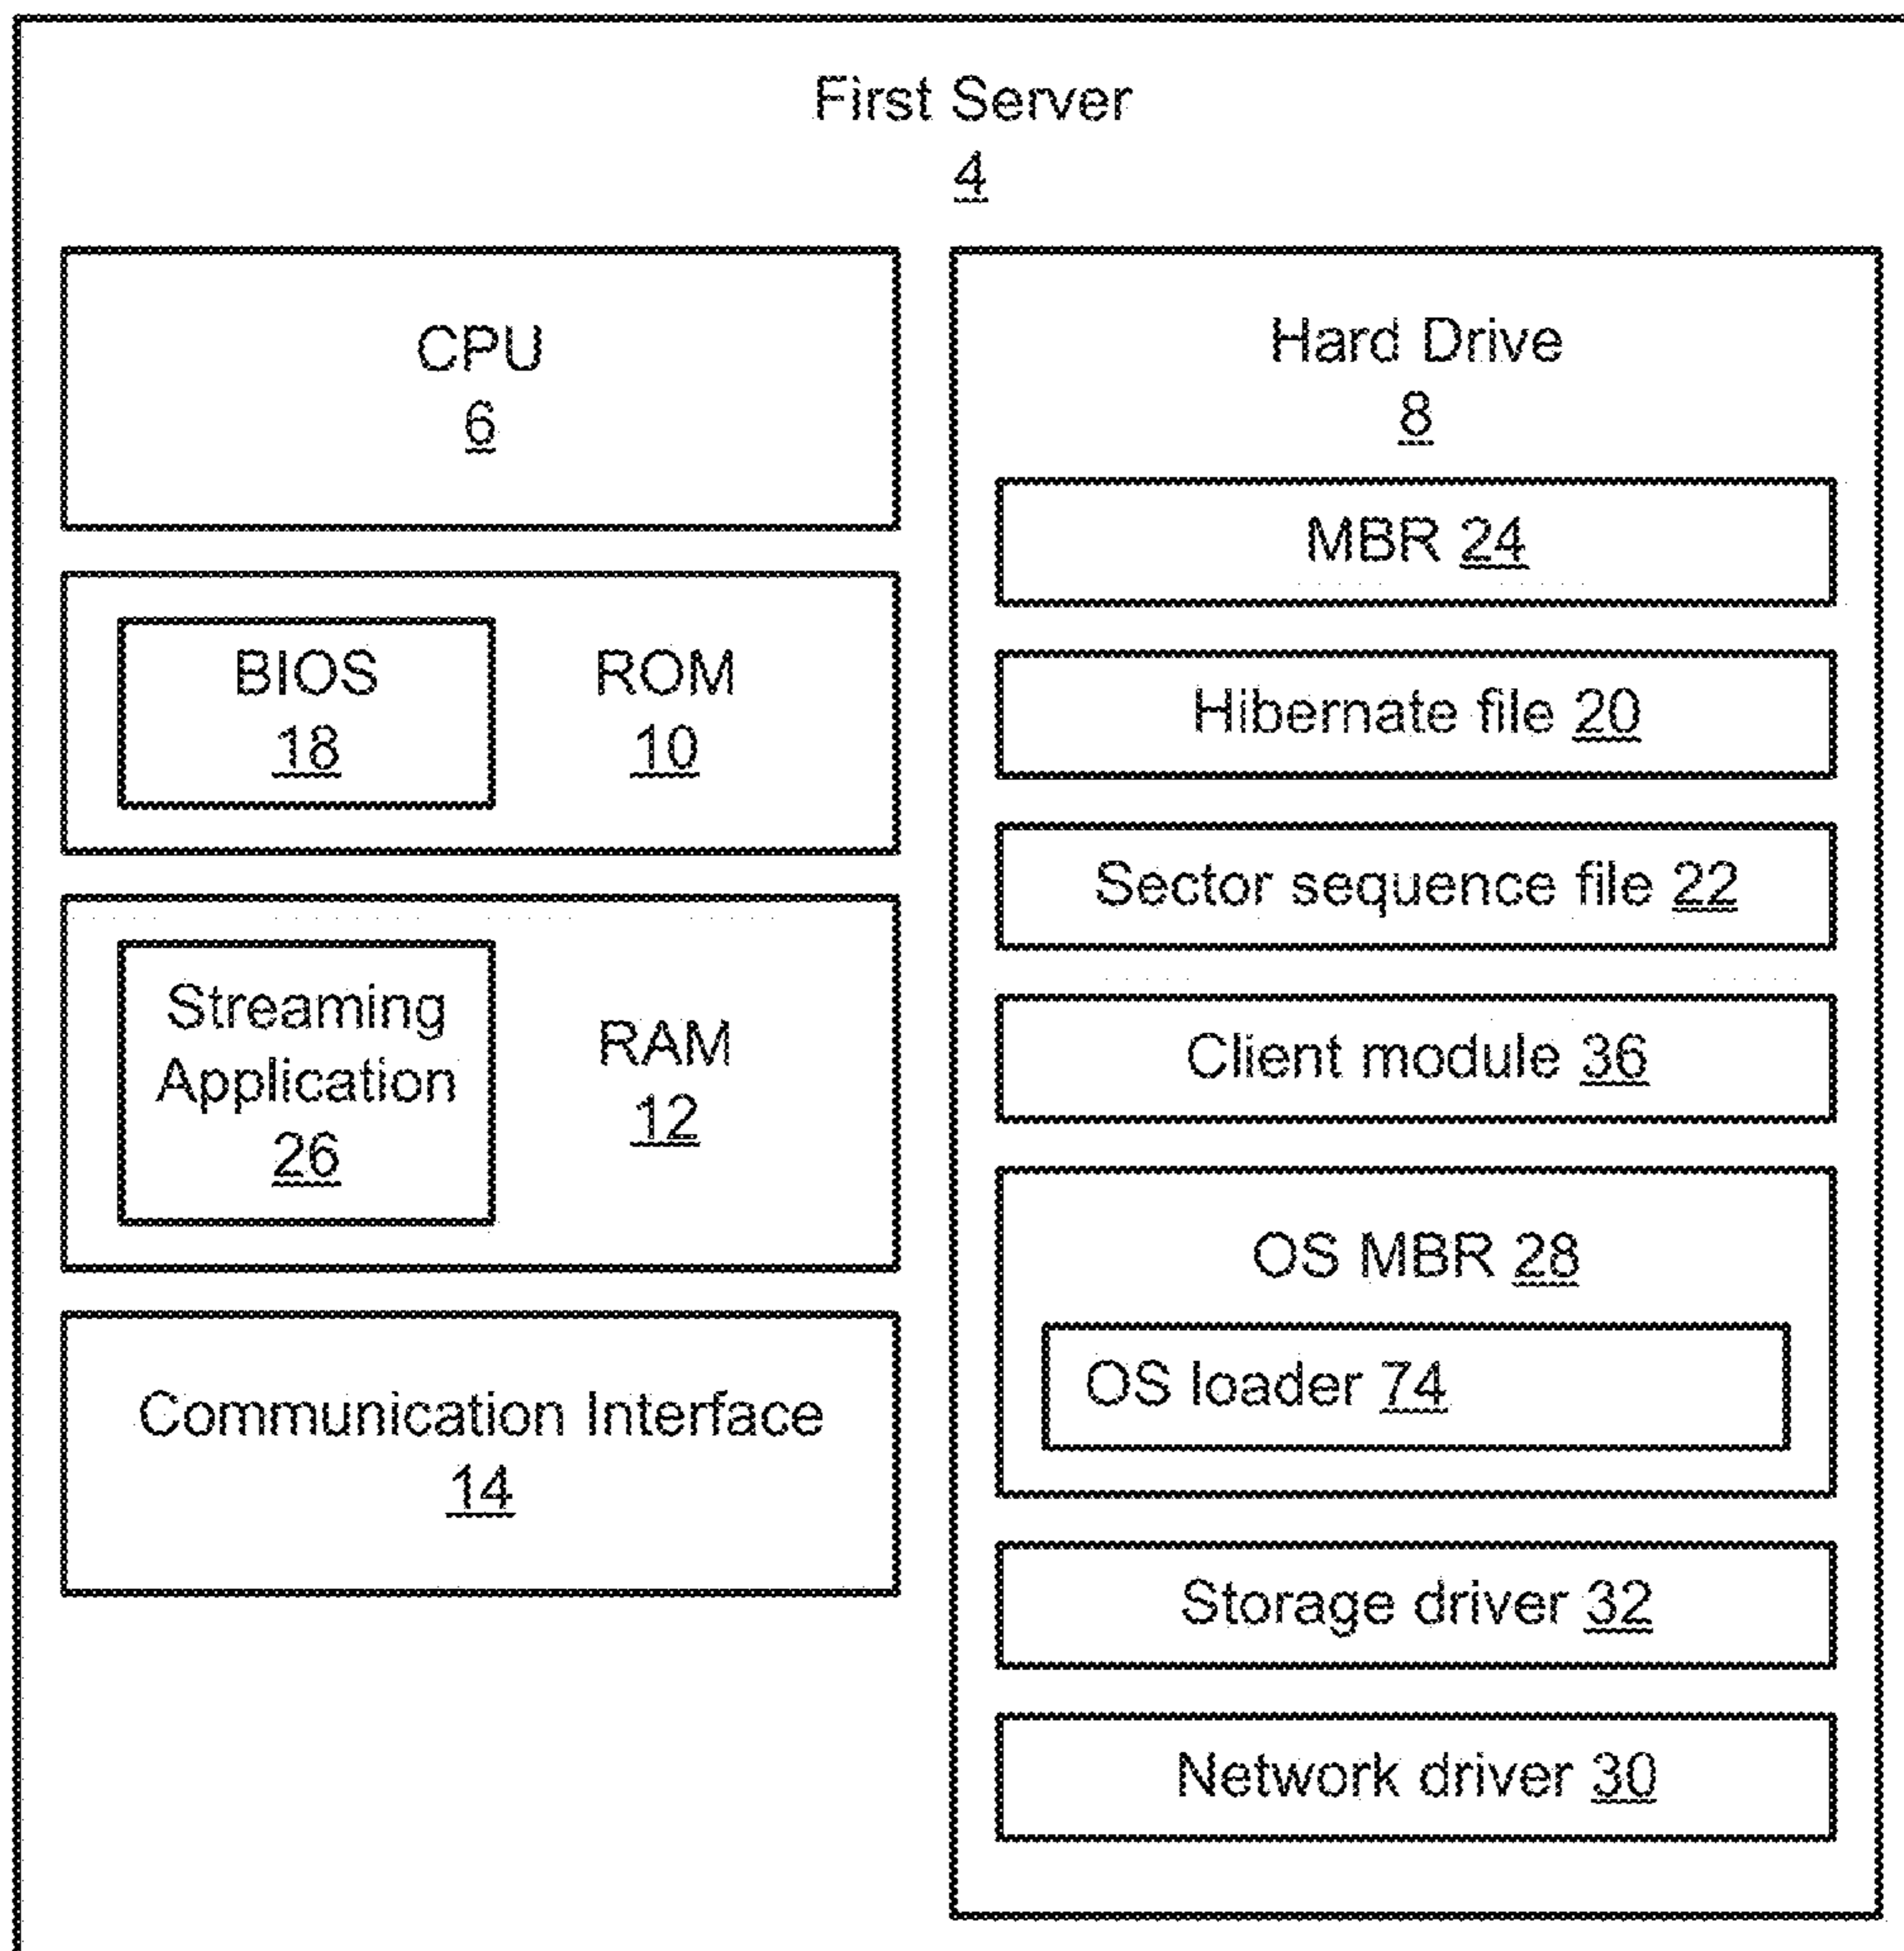 First Server
4
CPU
6
BIOS
18
ROM
10
Streaming
Application
26
RAM
12
Communication Interface
14
Hard Drive
8
MBR 24
Hibernate file 20
Sector sequence file 22
Client module 36
OS MBR 28
OS loader 74
Storage driver 32
Network driver 30